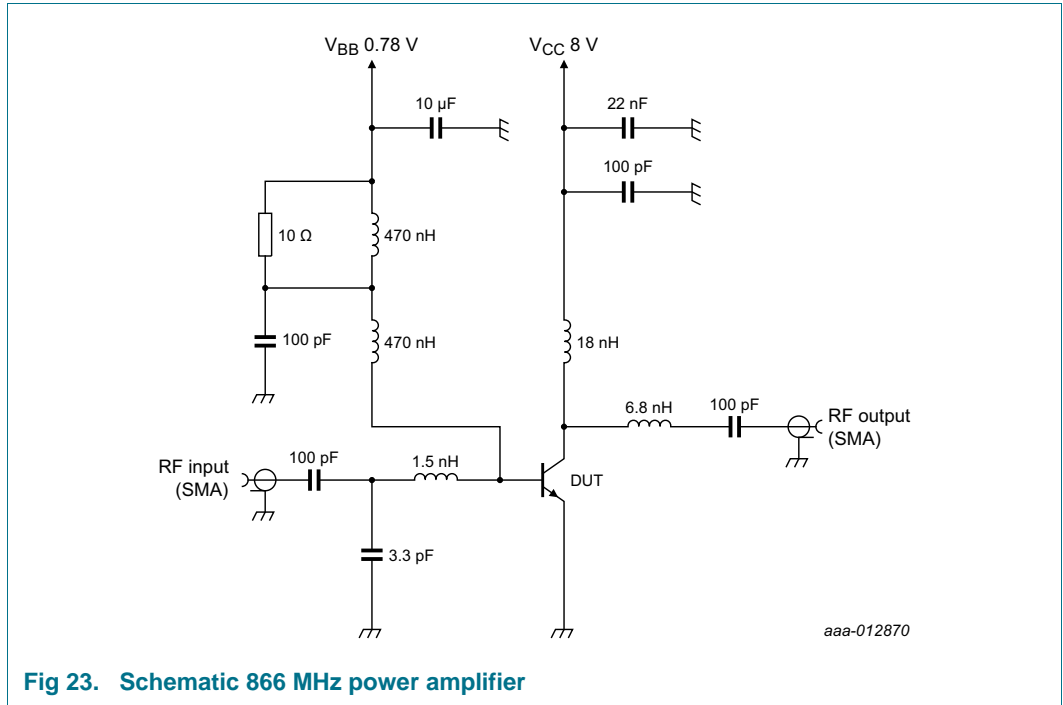 V_BB 0.78 V
V_CC 8 V
10 µF
22 nF
100 pF
10 Ω
470 nH
100 pF
470 nH
18 nH
6.8 nH
100 pF
RF output
(SMA)
RF input
(SMA)
100 pF
1.5 nH
DUT
3.3 pF
aaa-012870
Fig 23. Schematic 866 MHz power amplifier